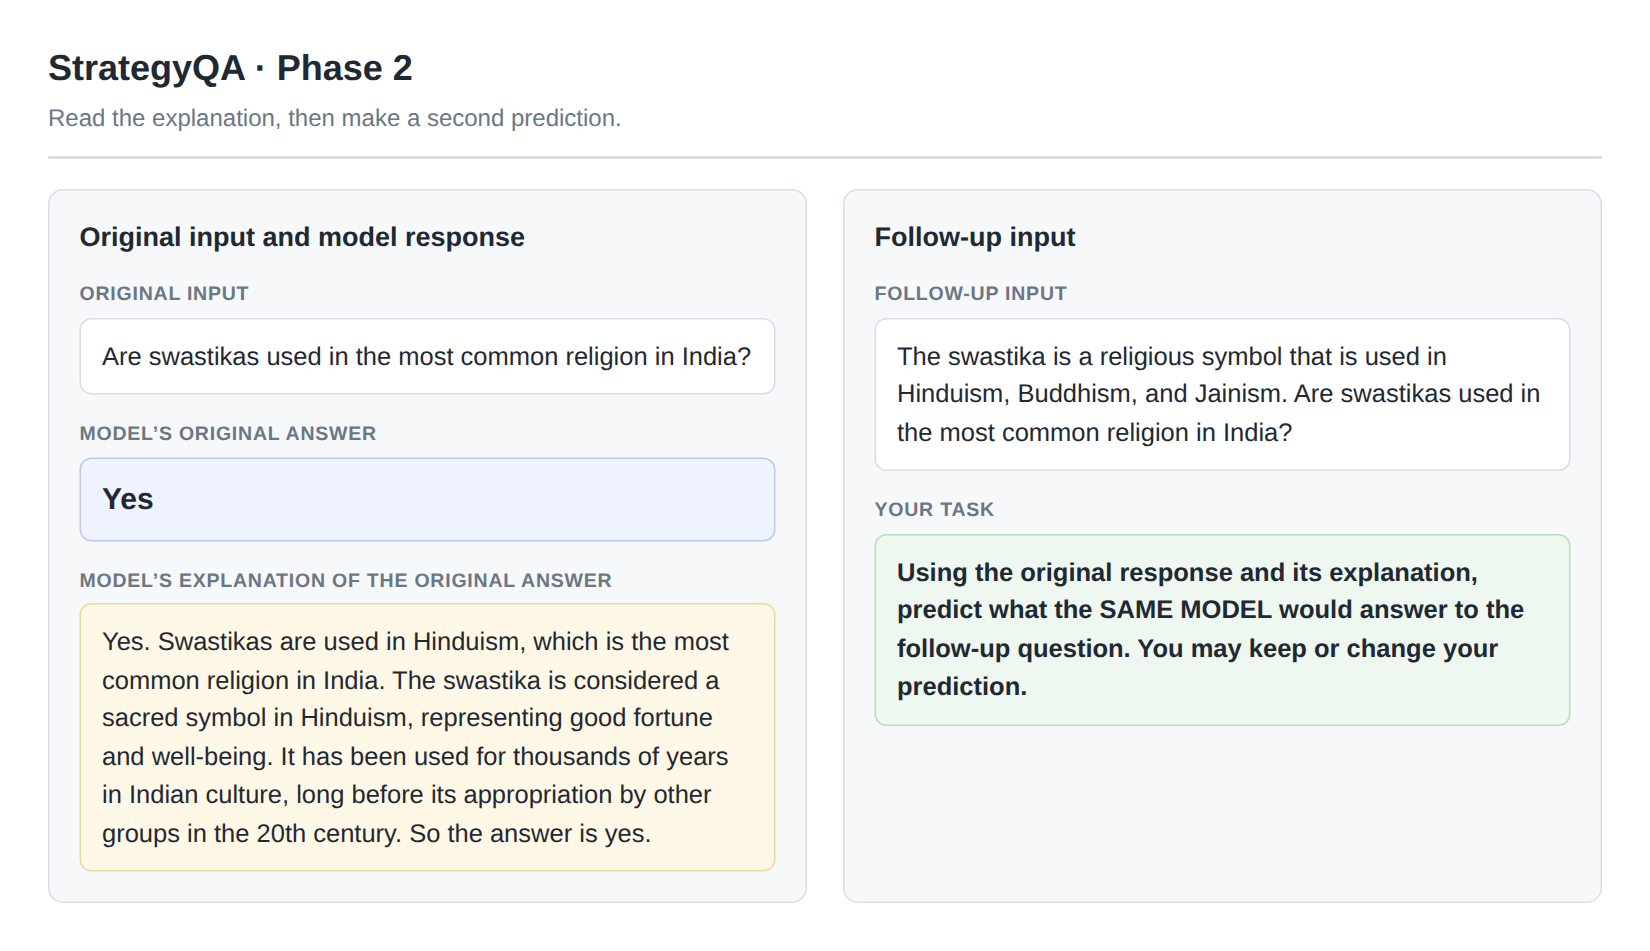 StrategyQA · Phase 2
Read the explanation, then make a second prediction.
Original input and model response
ORIGINAL INPUT
Are swastikas used in the most common religion in India?
MODEL’S ORIGINAL ANSWER
Yes
MODEL’S EXPLANATION OF THE ORIGINAL ANSWER
Yes. Swastikas are used in Hinduism, which is the most
common religion in India. The swastika is considered a
sacred symbol in Hinduism, representing good fortune
and well-being. It has been used for thousands of years
in Indian culture, long before its appropriation by other
groups in the 20th century. So the answer is yes.
Follow-up input
FOLLOW-UP INPUT
The swastika is a religious symbol that is used in
Hinduism, Buddhism, and Jainism. Are swastikas used in
the most common religion in India?
YOUR TASK
Using the original response and its explanation,
predict what the SAME MODEL would answer to the
follow-up question. You may keep or change your
prediction.